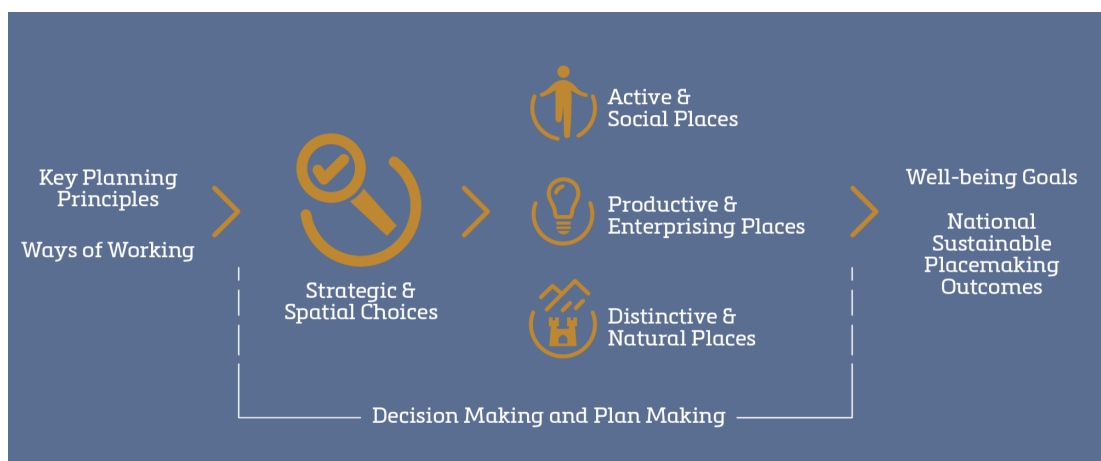 Key Planning
Principles
Ways of Working
Strategic &
Spatial Choices
Active &
Social Places
Productive &
Enterprising Places
Distinctive &
Natural Places
Well-being Goals
National
Sustainable
Placemaking
Outcomes
Decision Making and Plan Making